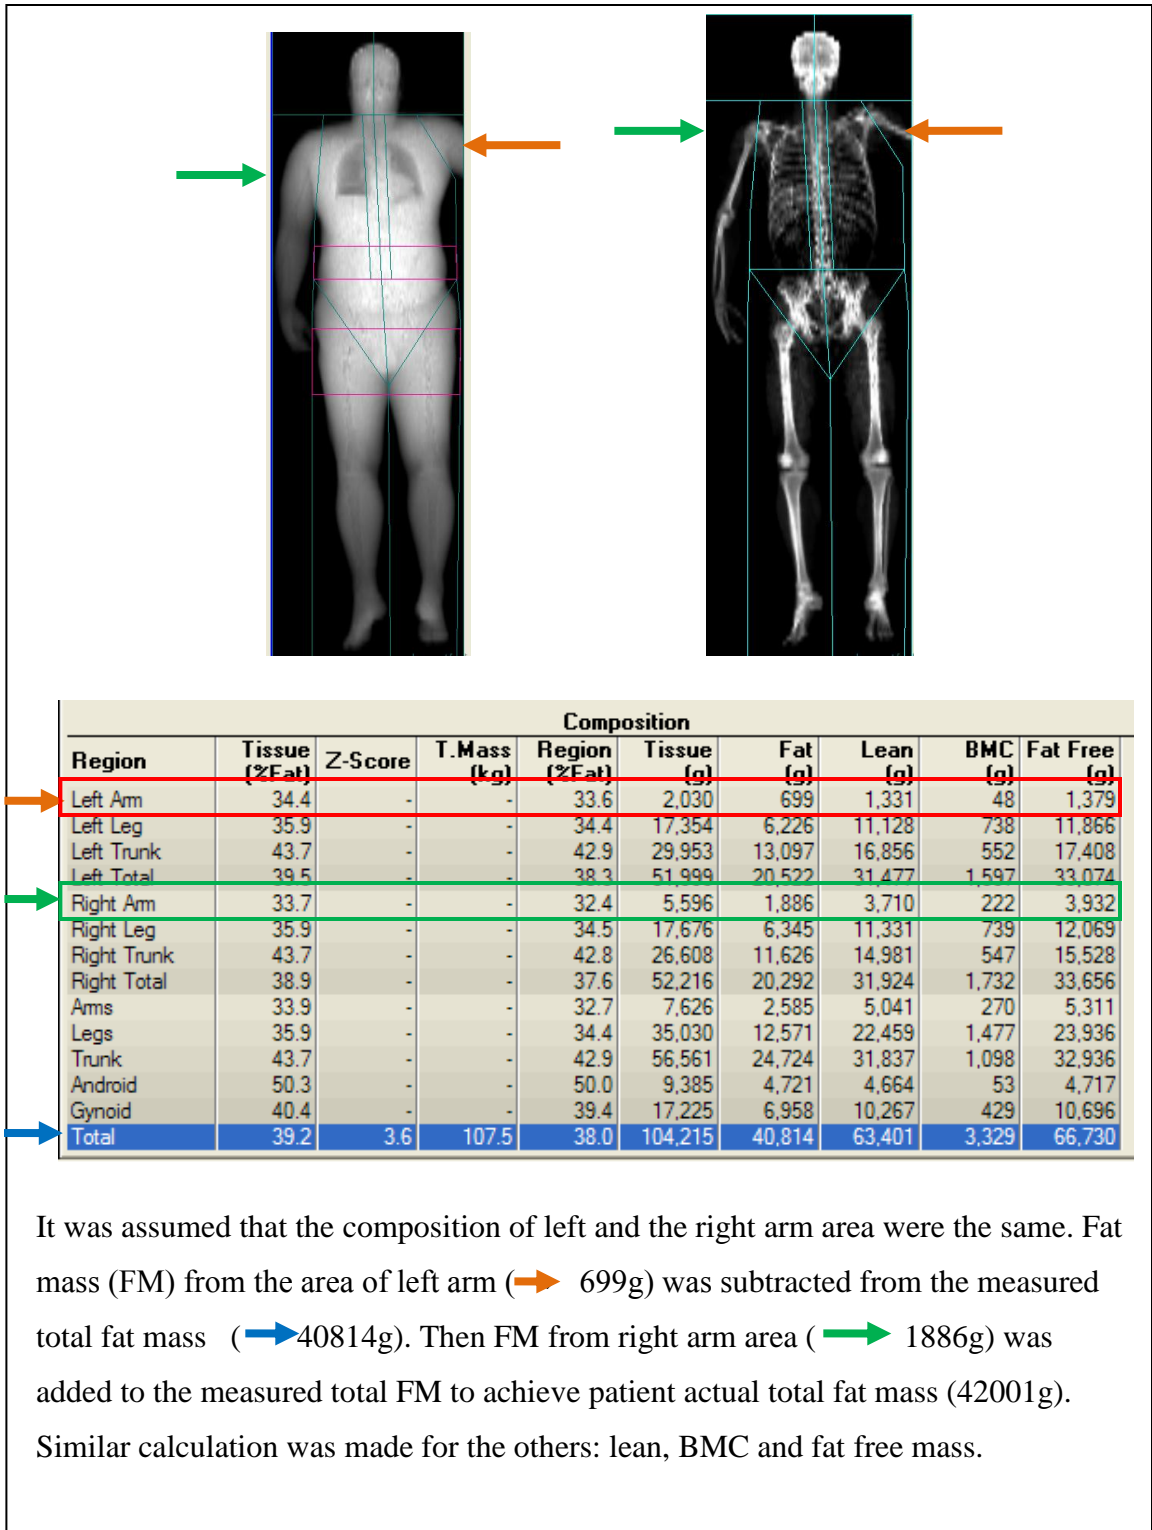 Composition
Region Tissue (%Fat) Z-Score T.Mass (kg) Region (%Fat) Tissue (g) Fat (g) Lean (g) BMC (g) Fat Free (g)
Left Arm 34.4 - - 33.6 2,030 699 1,331 48 1,379
Left Leg 35.9 - - 34.4 17,354 6,226 11,128 738 11,866
Left Trunk 43.7 - - 42.9 29,953 13,097 16,856 552 17,408
Left Total 39.5 - - 38.3 51,999 20,522 31,477 1,597 33,074
Right Arm 33.7 - - 32.4 5,596 1,886 3,710 222 3,932
Right Leg 35.9 - - 34.5 17,676 6,345 11,331 739 12,069
Right Trunk 43.7 - - 42.8 26,608 11,626 14,981 547 15,528
Right Total 38.9 - - 37.6 52,216 20,292 31,924 1,732 33,656
Arms 33.9 - - 32.7 7,626 2,585 5,041 270 5,311
Legs 35.9 - - 34.4 35,030 12,571 22,459 1,477 23,936
Trunk 43.7 - - 42.9 56,561 24,724 31,837 1,098 32,936
Android 50.3 - - 50.0 9,385 4,721 4,664 53 4,717
Gynoid 40.4 - - 39.4 17,225 6,958 10,267 429 10,696
Total 39.2 3.6 107.5 38.0 104,215 40,814 63,401 3,329 66,730
It was assumed that the composition of left and the right arm area were the same. Fat
mass (FM) from the area of left arm ( 699g) was subtracted from the measured
total fat mass ( 40814g). Then FM from right arm area ( 1886g) was
added to the measured total FM to achieve patient actual total fat mass (42001g).
Similar calculation was made for the others: lean, BMC and fat free mass.